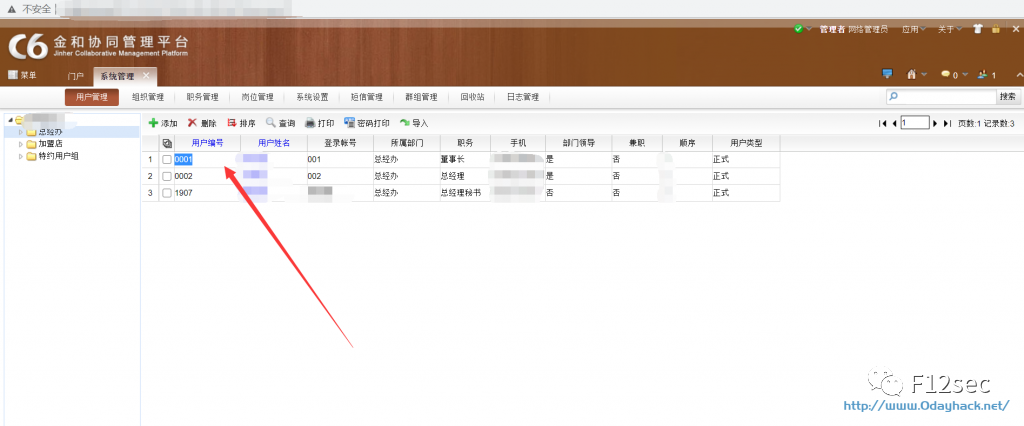 不安全
C6 金和协同管理平台
Jinher Collaborative Management Platform
管理者 网络管理员 应用 关于
菜单 门户 系统管理 0 1
用户管理 组织管理 职务管理 岗位管理 系统设置 短信管理 群组管理 回收站 日志管理 搜索
总经办
加盟店
特约用户组
添加 删除 排序 查询 打印 密码打印 导入 1 页数:1 记录数:3
用户编号 用户姓名 登录帐号 所属部门 职务 手机 部门领导 兼职 顺序 用户类型
1 0001 001 总经办 董事长 是 否 正式
2 0002 002 总经办 总经理 是 否 正式
3 1907 总经办 总经理秘书 否 否 正式
F12sec
http://www.0dayhack.net/